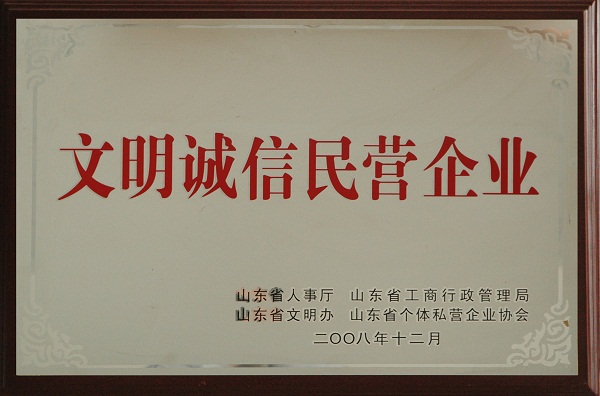 文明诚信民营企业
山东省人事厅 山东省工商行政管理局
山东省文明办 山东省个体私营企业协会
二〇〇八年十二月